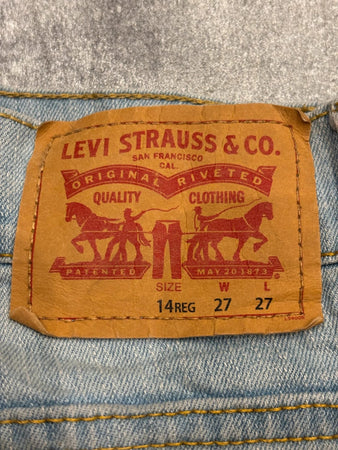 LEVI STRAUSS & CO.
SAN FRANCISCO
CAL.
ORIGINAL RIVETED
QUALITY CLOTHING
PATENTED MAY 20 1873
SIZE W L
14REG 27 27